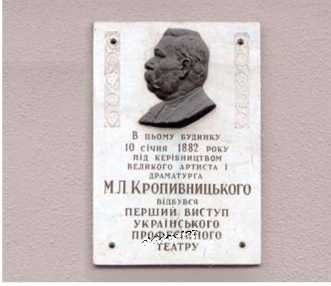 В ЦЬОМУ БУДИНКУ
10 СІЧНЯ 1882 РОКУ
ПІД КЕРІВНИЦТВОМ
ВЕЛИКОГО АРТИСТА І
ДРАМАТУРГА
М.Л КРОПИВНИЦЬКОГО
ВІДБУВСЯ
ПЕРШИЙ ВИСТУП
УКРАЇНСЬКОГО
ПРОФЕСІЙНОГО
ТЕАТРУ